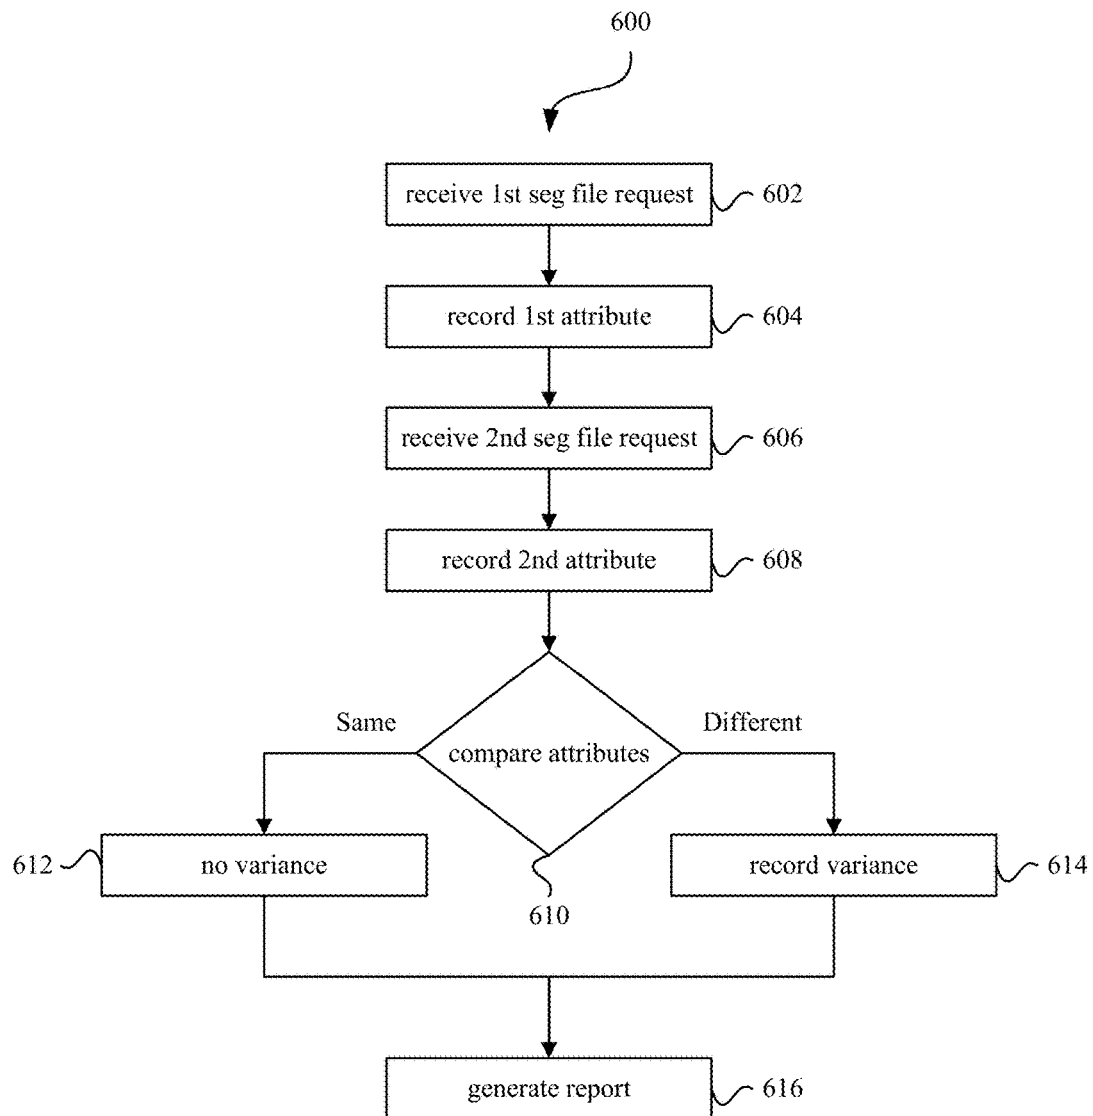 600
receive 1st seg file request
602
record 1st attribute
604
receive 2nd seg file request
606
record 2nd attribute
608
Same
Different
compare attributes
612
no variance
record variance
614
610
generate report
616